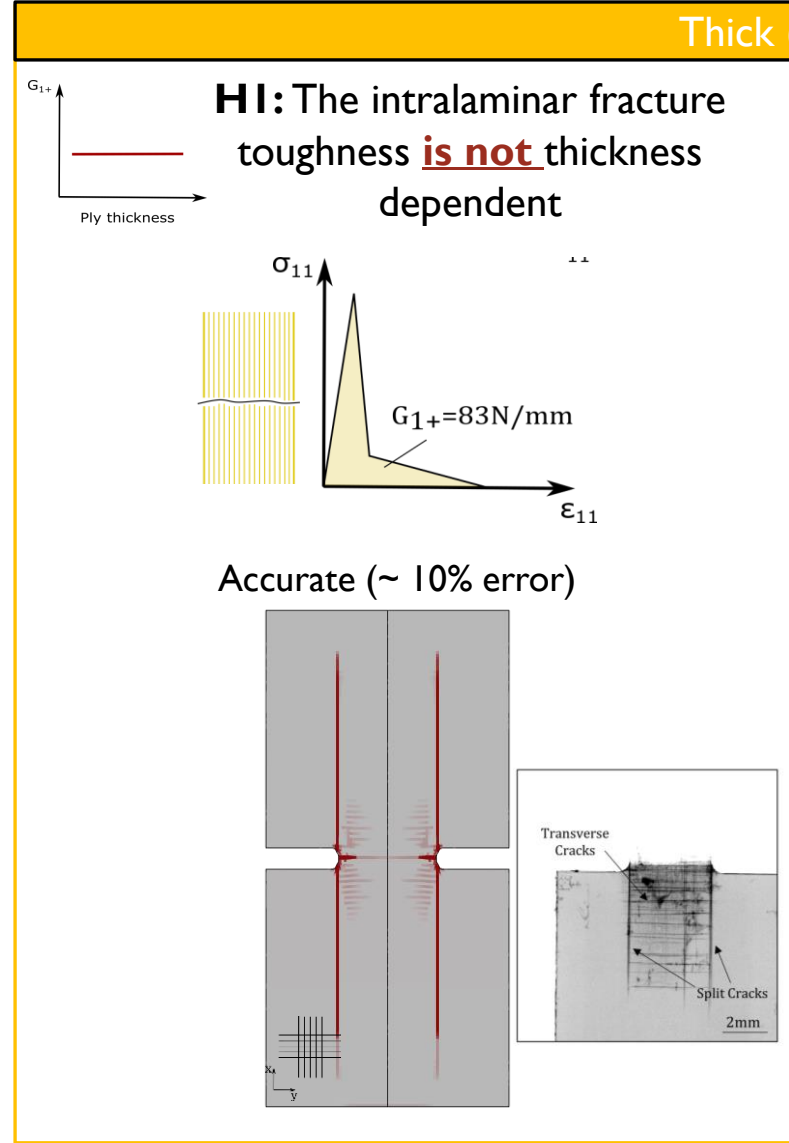 Thick
G1+
H1: The intralaminar fracture
toughness is not thickness
dependent
Ply thickness
σ11
11
G1+=83N/mm
ε11
Accurate (~ 10% error)
Transverse
Cracks
Split Cracks
2mm
x
y